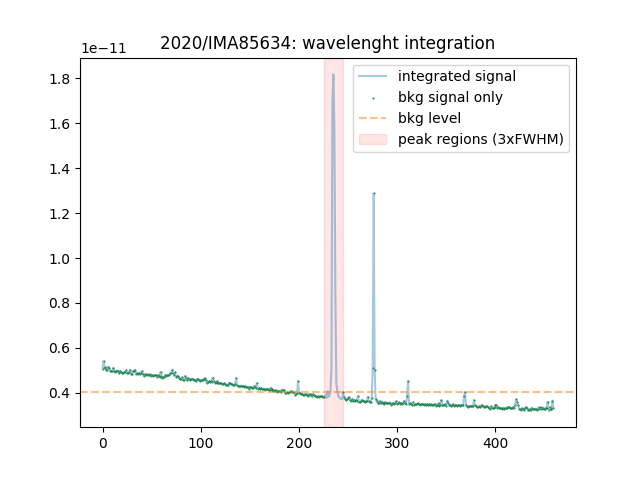 2020/IMA85634: wavelenght integration
1e−11
integrated signal
bkg signal only
bkg level
peak regions (3xFWHM)
1.8
1.6
1.4
1.2
1.0
0.8
0.6
0.4
0 100 200 300 400